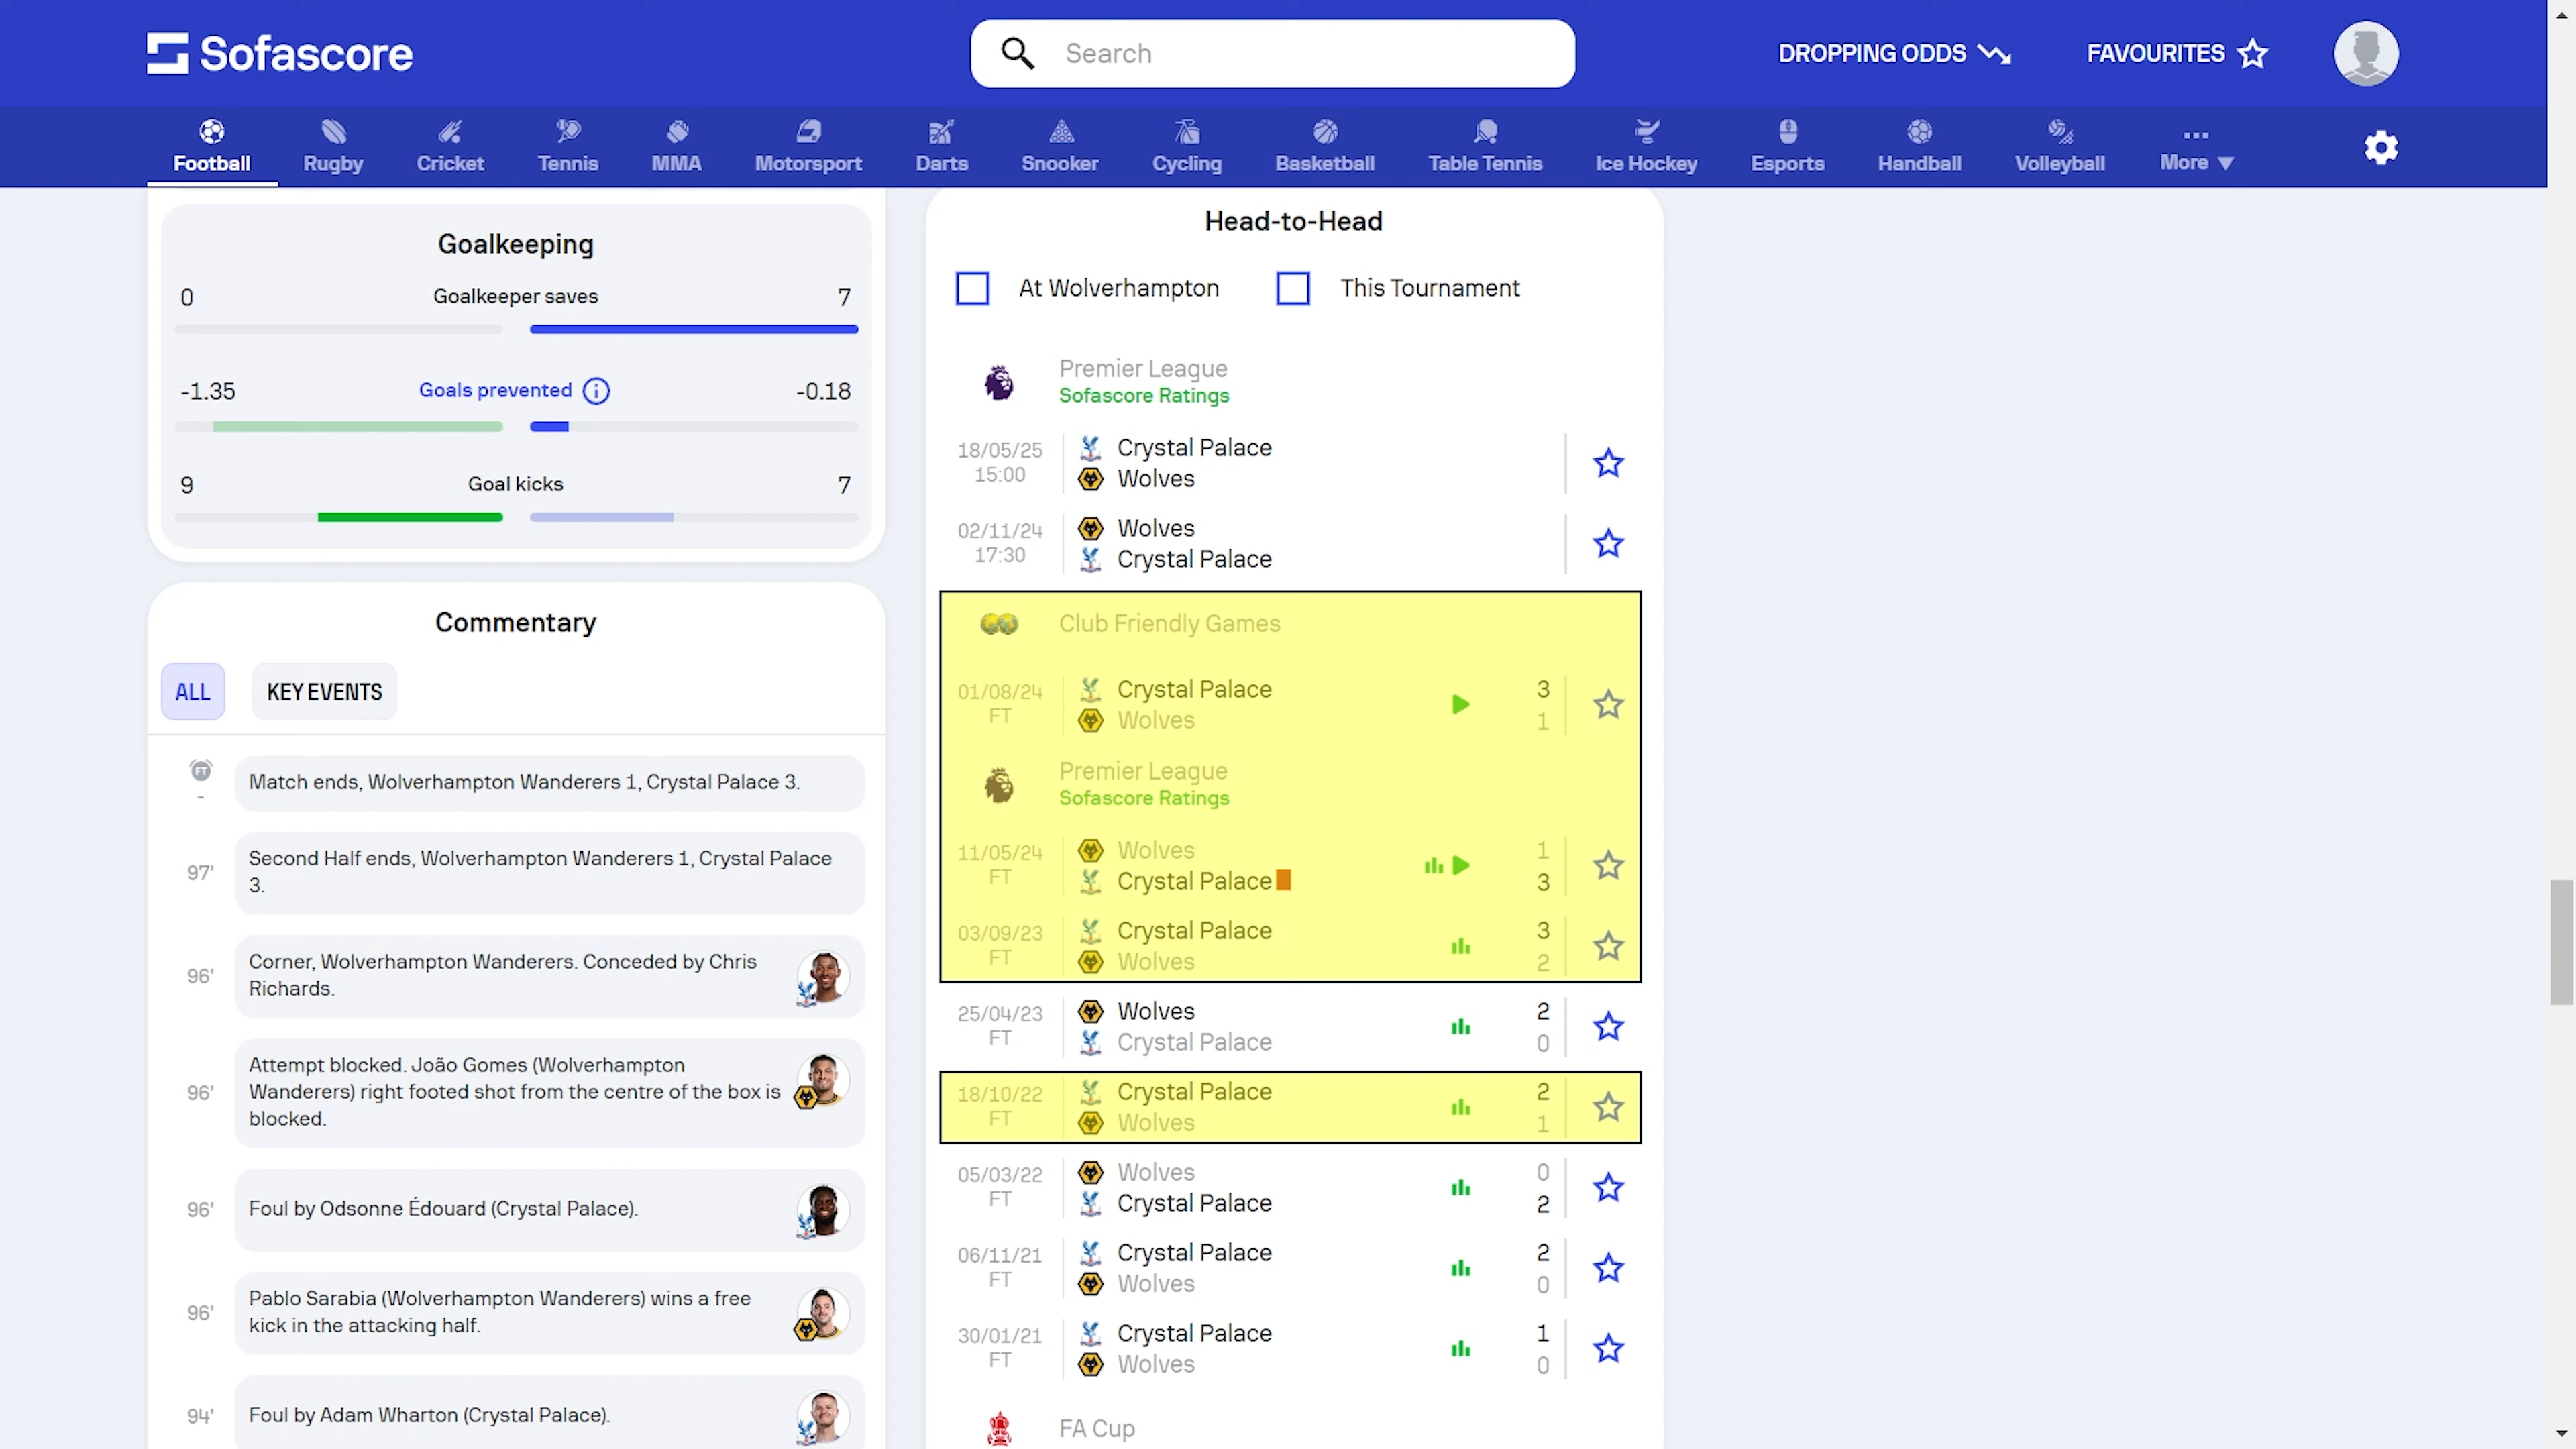 Sofascore
Search
DROPPING ODDS
FAVOURITES
Football
Rugby
Cricket
Tennis
MMA
Motorsport
Darts
Snooker
Cycling
Basketball
Table Tennis
Ice Hockey
Esports
Handball
Volleyball
More
Goalkeeping
0 Goalkeeper saves 7
-1.35 Goals prevented -0.18
9 Goal kicks 7
Commentary
ALL KEY EVENTS
FT
-
Match ends, Wolverhampton Wanderers 1, Crystal Palace 3.
97'
Second Half ends, Wolverhampton Wanderers 1, Crystal Palace
3.
96'
Corner, Wolverhampton Wanderers. Conceded by Chris
Richards.
96'
Attempt blocked. João Gomes (Wolverhampton
Wanderers) right footed shot from the centre of the box is
blocked.
96'
Foul by Odsonne Édouard (Crystal Palace).
96'
Pablo Sarabia (Wolverhampton Wanderers) wins a free
kick in the attacking half.
94'
Foul by Adam Wharton (Crystal Palace).
Head-to-Head
At Wolverhampton This Tournament
Premier League
Sofascore Ratings
18/05/25 Crystal Palace
15:00 Wolves
02/11/24 Wolves
17:30 Crystal Palace
Club Friendly Games
01/08/24 Crystal Palace 3
FT Wolves 1
Premier League
Sofascore Ratings
11/05/24 Wolves 1
FT Crystal Palace 3
03/09/23 Crystal Palace 3
FT Wolves 2
25/04/23 Wolves 2
FT Crystal Palace 0
18/10/22 Crystal Palace 2
FT Wolves 1
05/03/22 Wolves 0
FT Crystal Palace 2
06/11/21 Crystal Palace 2
FT Wolves 0
30/01/21 Crystal Palace 1
FT Wolves 0
FA Cup